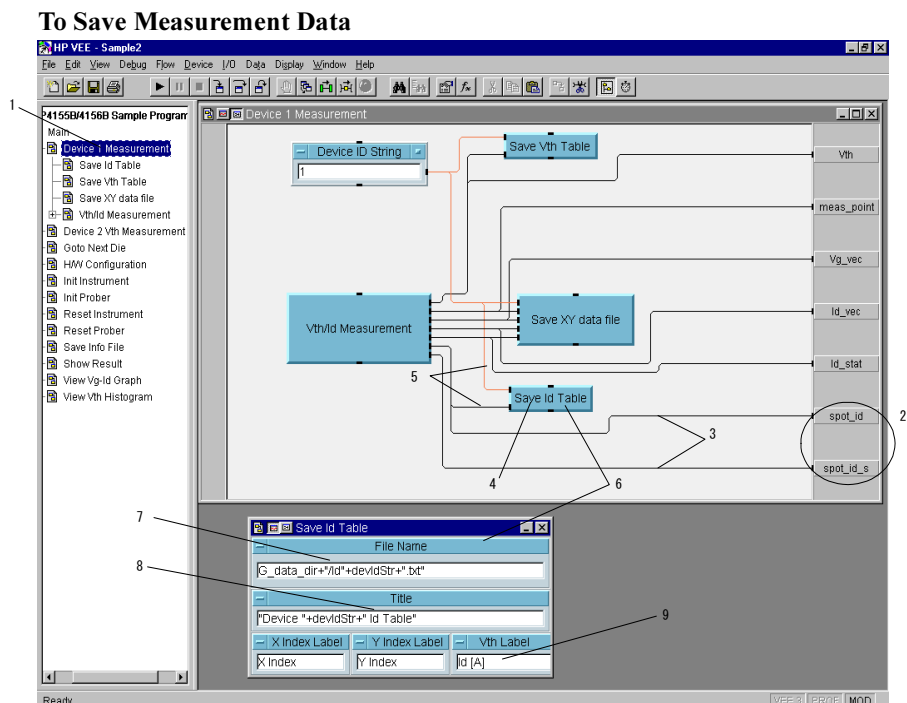 To Save Measurement Data
HP VEE - Sample2
File Edit View Debug Flow Device I/O Data Display Window Help
1
P4155B/4156B Sample Program
Main
Device 1 Measurement
Save Id Table
Save Vth Table
Save XY data file
Vth/Id Measurement
Device 2 Vth Measurement
Goto Next Die
H/W Configuration
Init Instrument
Init Prober
Reset Instrument
Reset Prober
Save Info File
Show Result
View Vg-Id Graph
View Vth Histogram
Device 1 Measurement
Device ID String
1
Save Vth Table
Vth
meas_point
Vg_vec
Vth/Id Measurement
Save XY data file
Id_vec
Id_stat
5
Save Id Table
spot_id
2
3
spot_id_s
4
6
Save Id Table
7
File Name
G_data_dir+"/Id"+devIdStr+".txt"
8
Title
"Device "+devIdStr+" Id Table"
9
X Index Label
Y Index Label
Vth Label
X Index
Y Index
Id [A]
Ready
VEE 3 PROF MOD